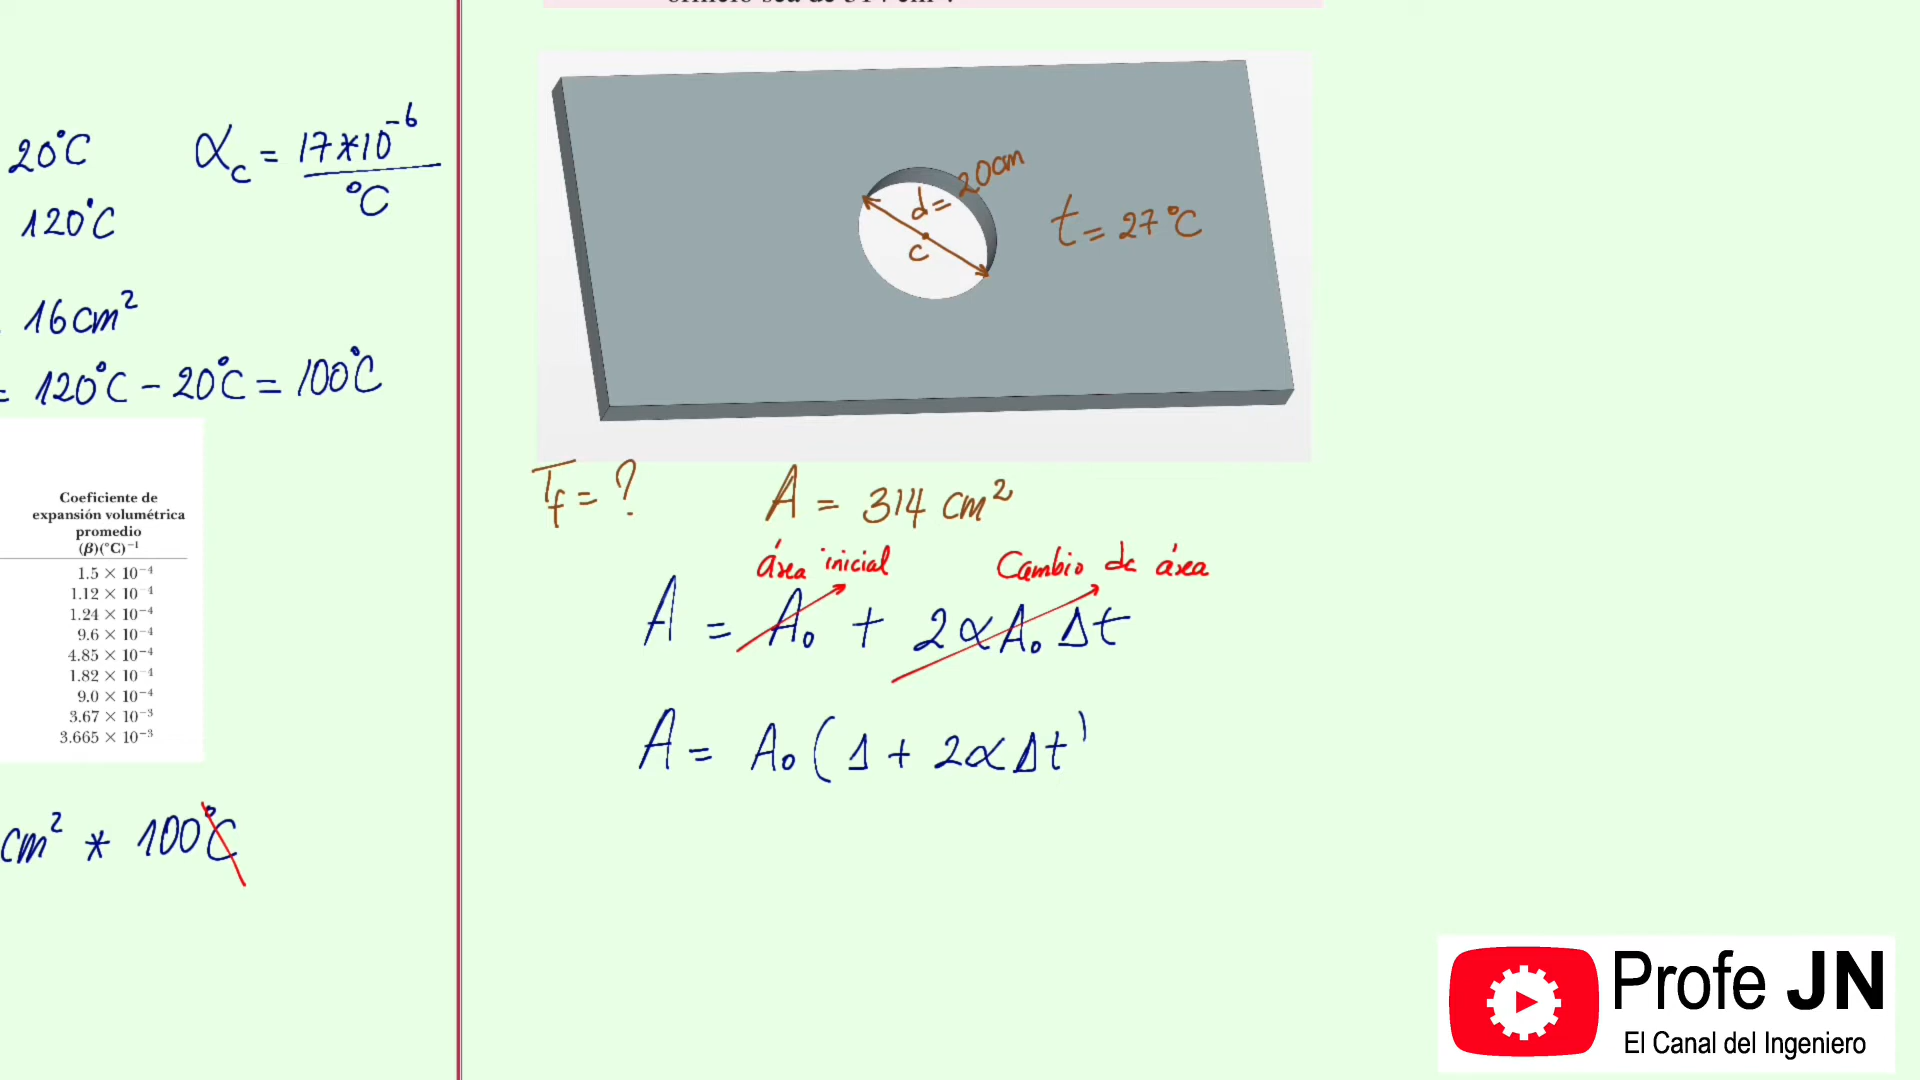 20°C
α_c = 17*10^-6 / °C
120°C
16cm²
= 120°C - 20°C = 100°C
Coeficiente de
expansión volumétrica
promedio
(β)(°C)⁻¹
1.5 × 10⁻⁴
1.12 × 10⁻⁴
1.24 × 10⁻⁴
9.6 × 10⁻⁴
4.85 × 10⁻⁴
1.82 × 10⁻⁴
9.0 × 10⁻⁴
3.67 × 10⁻³
3.665 × 10⁻³
cm² * 100°C
d = 20cm
c
t = 27°C
T_f = ?
A = 314 cm²
área inicial
Cambio de área
A = A₀ + 2αA₀Δt
A = A₀(1 + 2αΔt)
Profe JN
El Canal del Ingeniero